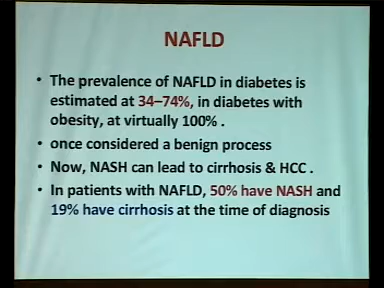 NAFLD
• The prevalence of NAFLD in diabetes is
estimated at 34–74%, in diabetes with
obesity, at virtually 100% .
• once considered a benign process
• Now, NASH can lead to cirrhosis & HCC .
• In patients with NAFLD, 50% have NASH and
19% have cirrhosis at the time of diagnosis